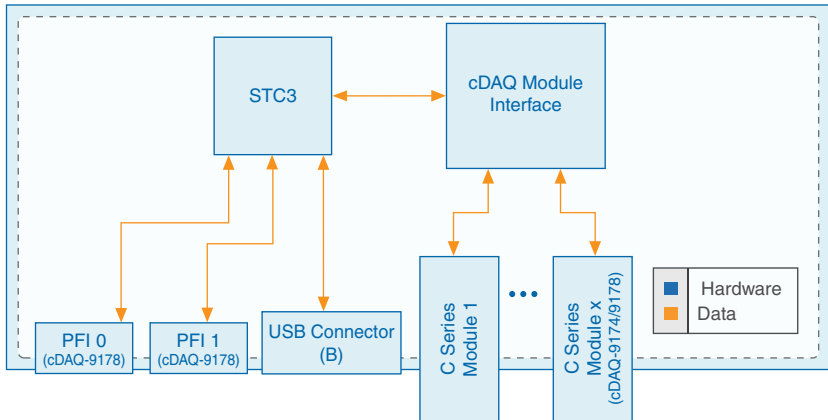 STC3
cDAQ Module
Interface
PFI 0
(cDAQ-9178)
PFI 1
(cDAQ-9178)
USB Connector
(B)
C Series
Module 1
C Series
Module x
(cDAQ-9174/9178)
Hardware
Data